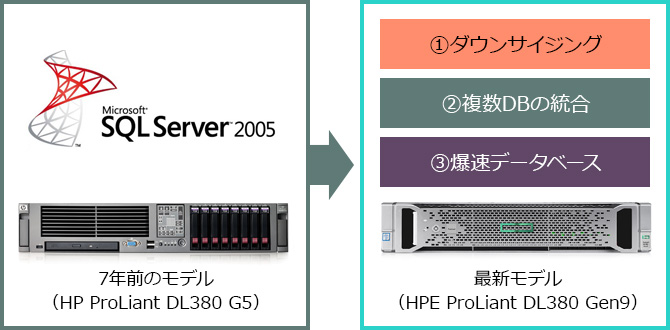 Microsoft®
SQL Server 2005
7年前のモデル
（HP ProLiant DL380 G5）
①ダウンサイジング
②複数DBの統合
③爆速データベース
最新モデル
（HPE ProLiant DL380 Gen9）